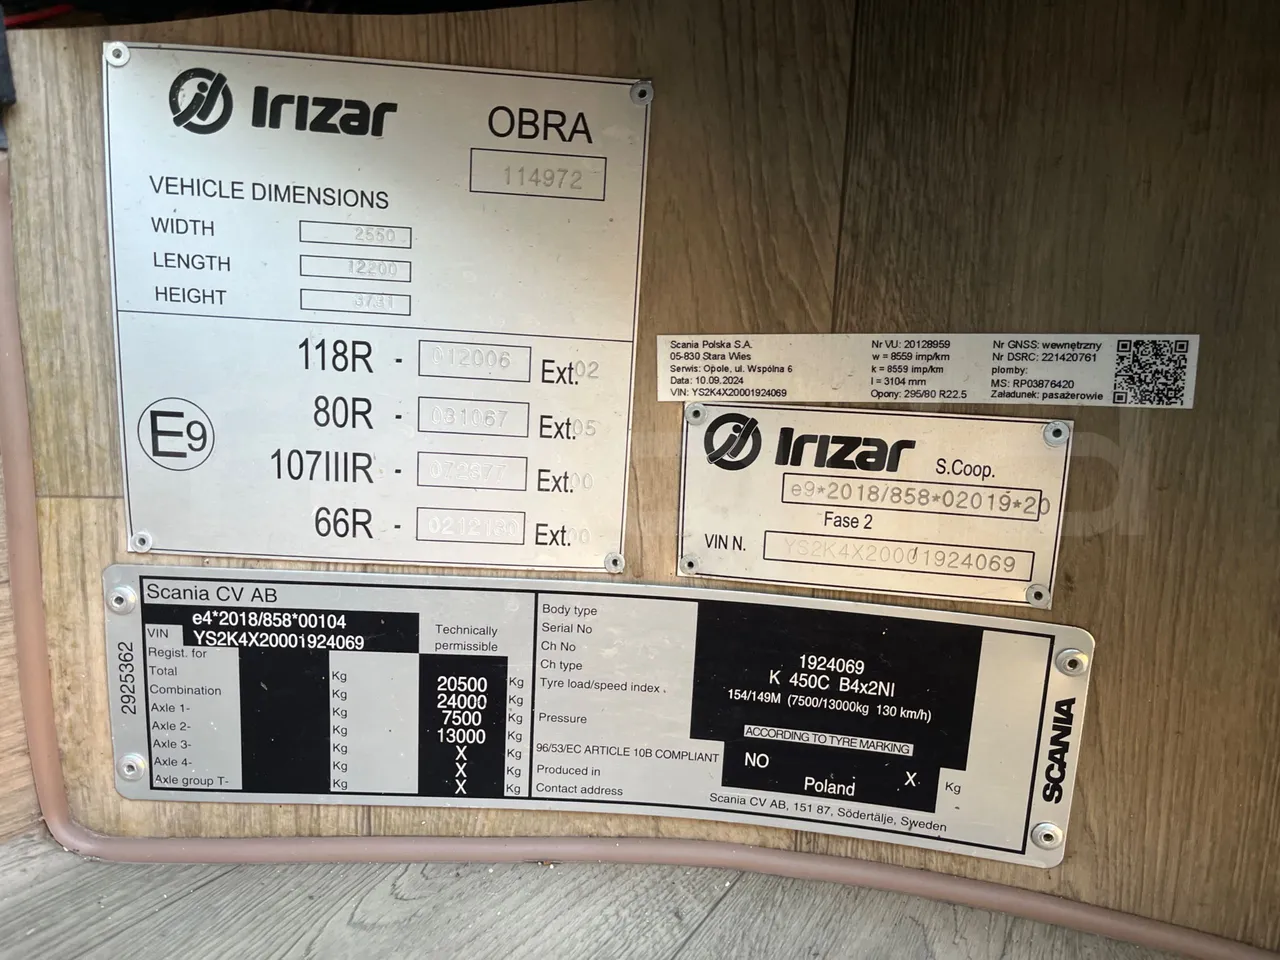 Irizar
OBRA
114972
VEHICLE DIMENSIONS
WIDTH 2550
LENGTH 12200
HEIGHT 3731
118R - 012006 Ext.02
80R - 031067 Ext.05
E9
107IIIR - Ext.00
66R - Ext.00
Scania Polska S.A.
05-830 Stara Wies
Serwis: Opole, ul. Wspólna 6
Data: 10.09.2024
VIN: YS2K4X20001924069
Nr VU: 20128959
w = 8559 imp/km
k = 8559 imp/km
l = 3104 mm
Opony: 295/80 R22.5
Nr GNSS: wewnętrzny
Nr DSRC: 221420761
plomby:
MS: RP03876420
Załadunek: pasażerowie
Irizar S.Coop.
e9*2018/858*02019*20
Fase 2
VIN N. YS2K4X20001924069
2925362
Scania CV AB
e4*2018/858*00104
VIN YS2K4X20001924069
Technically
permissible
Regist. for
Total Kg 20500 Kg
Combination Kg 24000 Kg
Axle 1- Kg 7500 Kg
Axle 2- Kg 13000 Kg
Axle 3- Kg X Kg
Axle 4- Kg X Kg
Axle group T- Kg X Kg
Body type
Serial No 1924069
Ch No
Ch type K 450C B4x2NI
Tyre load/speed index . 154/149M (7500/13000kg 130 km/h)
Pressure ACCORDING TO TYRE MARKING
96/53/EC ARTICLE 10B COMPLIANT NO X Kg
Produced in Poland
Contact address Scania CV AB, 151 87, Södertälje, Sweden
SCANIA